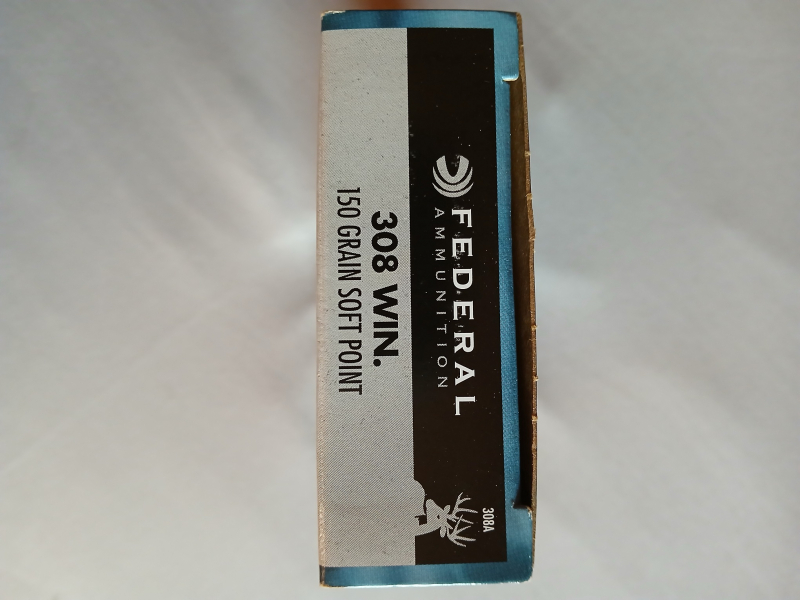 308A
FEDERAL
AMMUNITION
308 WIN.
150 GRAIN SOFT POINT